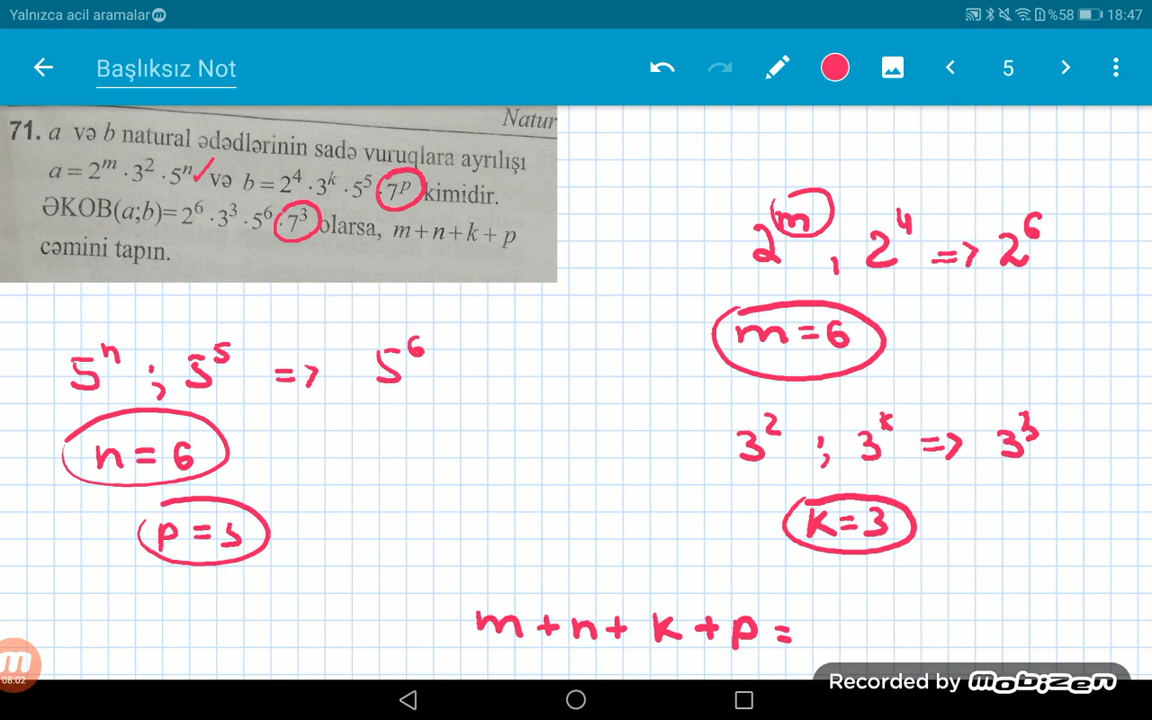 Yalnızca acil aramalar
%58 18:47
Başlıksız Not
5
Natur
71. a və b natural ədədlərinin sadə vuruqlara ayrılışı
a = 2^m · 3^2 · 5^n və b = 2^4 · 3^k · 5^5 · 7^p kimidir.
ƏKOB(a;b) = 2^6 · 3^3 · 5^6 · 7^3 olarsa, m+n+k+p
cəmini tapın.
2^m , 2^4 => 2^6
m = 6
5^n ; 5^5 => 5^6
n = 6
3^2 ; 3^k => 3^3
p = 3
k = 3
m + n + k + p =
08:02
Recorded by mobizen